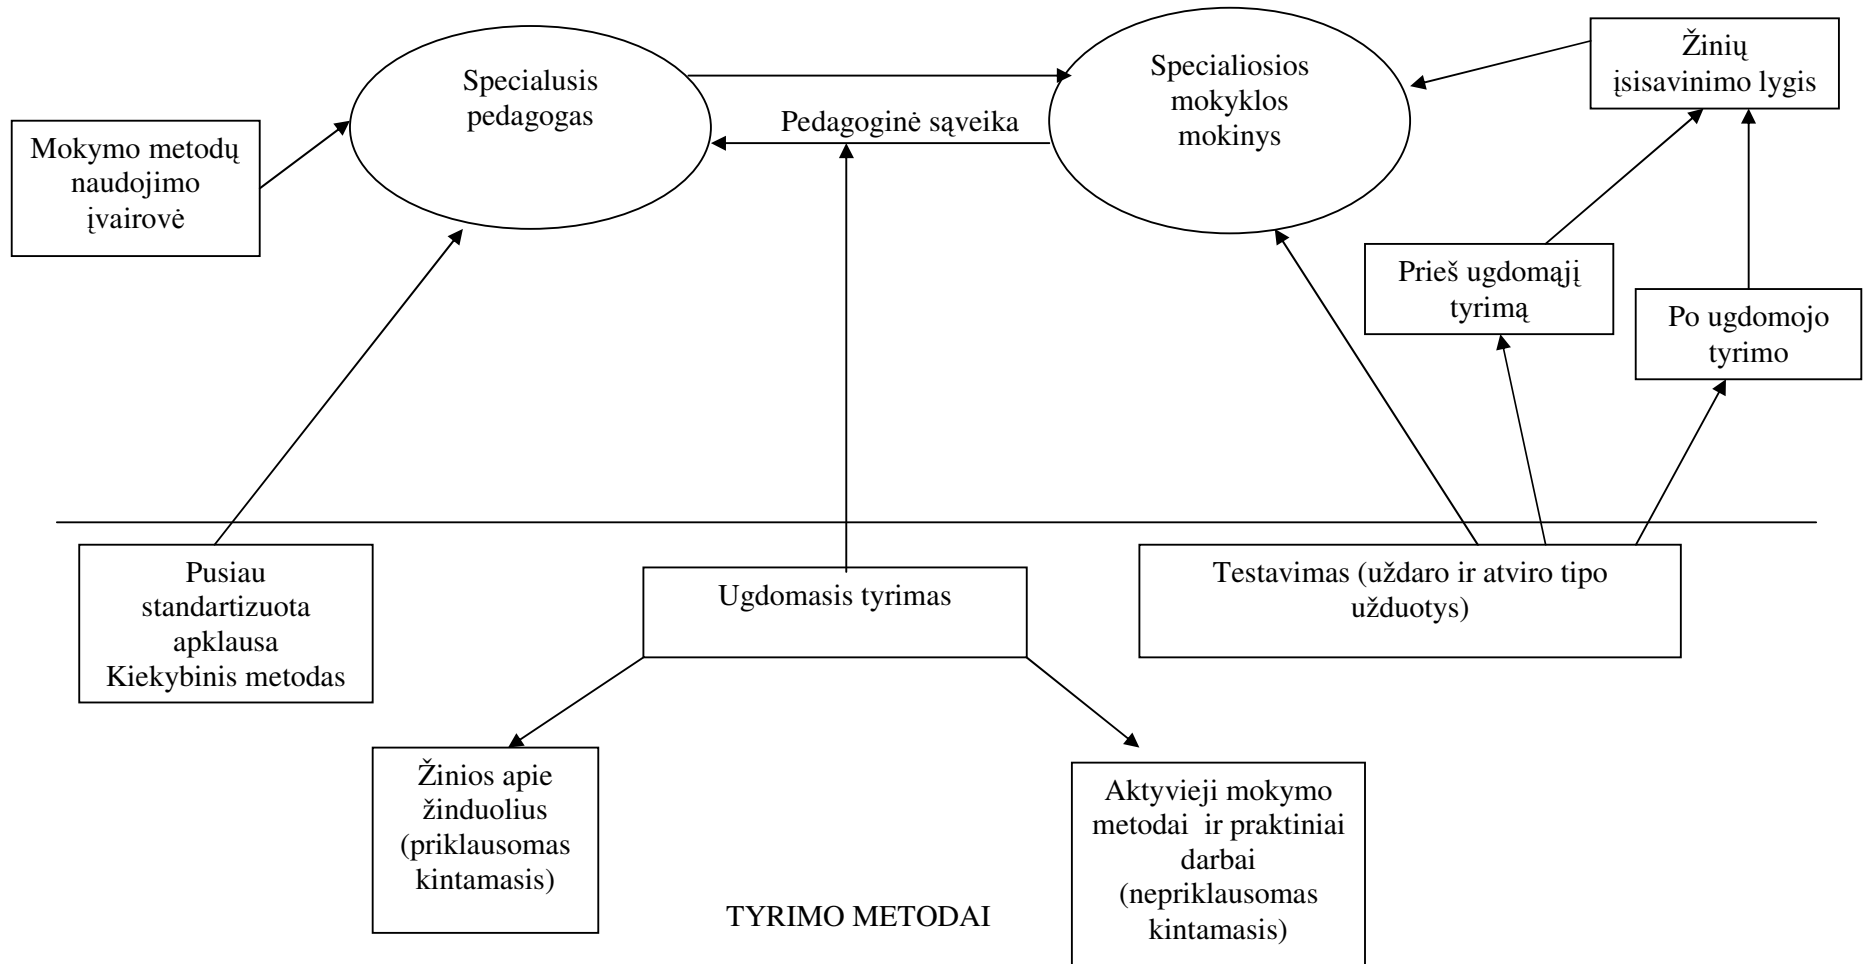 Specialusis
pedagogas
Specialiosios
mokyklos
mokinys
Žinių
įsisavinimo lygis
Pedagoginė sąveika
Mokymo metodų
naudojimo
įvairovė
Prieš ugdomąjį
tyrimą
Po ugdomojo
tyrimo
Pusiau
standartizuota
apklausa
Kiekybinis metodas
Ugdomasis tyrimas
Testavimas (uždaro ir atviro tipo
užduotys)
Žinios apie
žinduolius
(priklausomas
kintamasis)
Aktyvieji mokymo
metodai ir praktiniai
darbai
(nepriklausomas
kintamasis)
TYRIMO METODAI